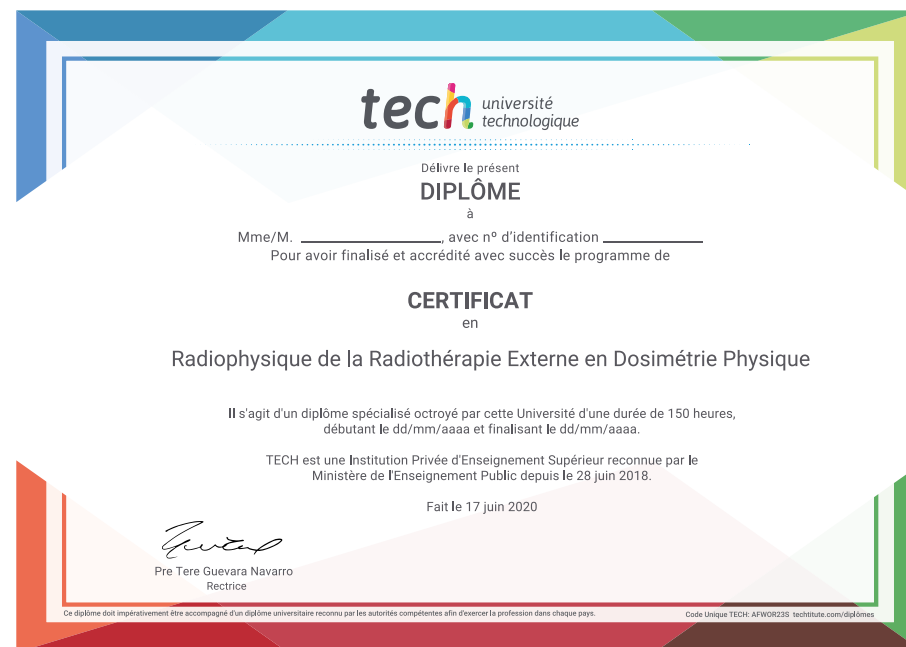 tech université
technologique
Délivre le présent
DIPLÔME
à
Mme/M. ____________________, avec nº d'identification ______________
Pour avoir finalisé et accrédité avec succès le programme de
CERTIFICAT
en
Radiophysique de la Radiothérapie Externe en Dosimétrie Physique
Il s'agit d'un diplôme spécialisé octroyé par cette Université d'une durée de 150 heures,
débutant le dd/mm/aaaa et finalisant le dd/mm/aaaa.
TECH est une Institution Privée d'Enseignement Supérieur reconnue par le
Ministère de l'Enseignement Public depuis le 28 juin 2018.
Fait le 17 juin 2020
Pre Tere Guevara Navarro
Rectrice
Ce diplôme doit impérativement être accompagné d'un diplôme universitaire reconnu par les autorités compétentes afin d'exercer la profession dans chaque pays.
Code Unique TECH: AFWOR23S techtitute.com/diplômes